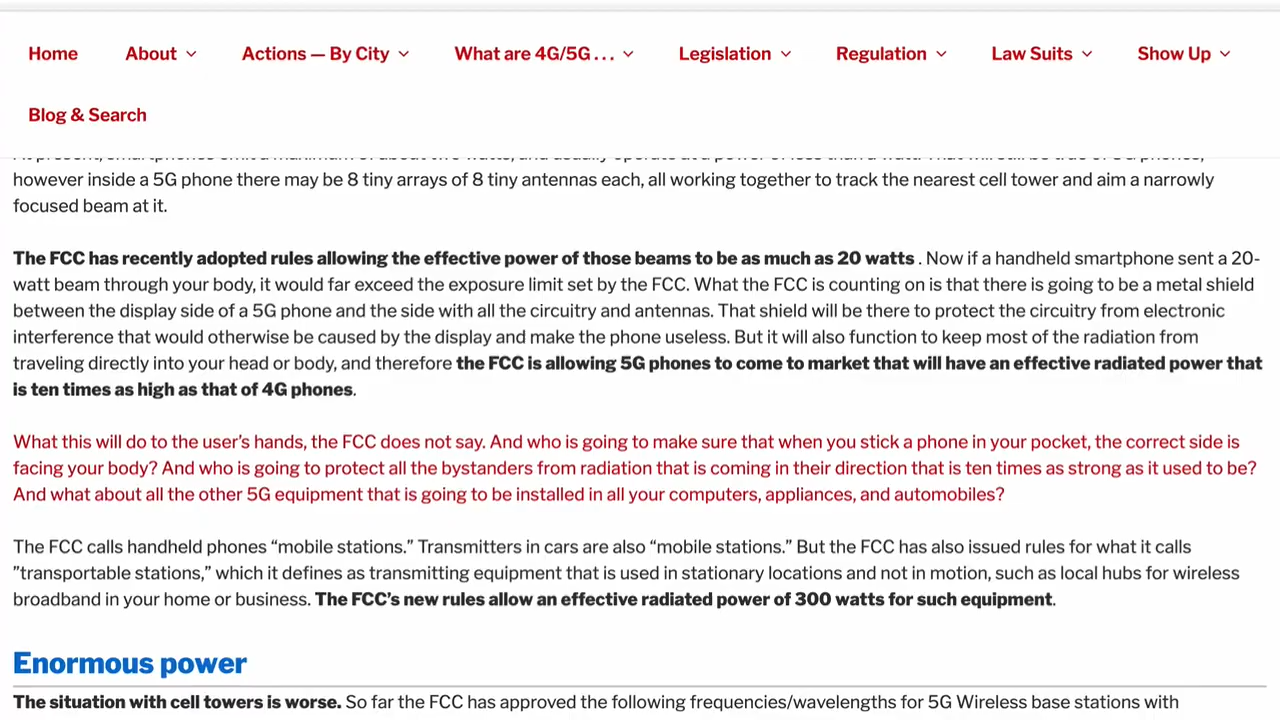 Home About Actions — By City What are 4G/5G . . . Legislation Regulation Law Suits Show Up
Blog & Search
however inside a 5G phone there may be 8 tiny arrays of 8 tiny antennas each, all working together to track the nearest cell tower and aim a narrowly
focused beam at it.
The FCC has recently adopted rules allowing the effective power of those beams to be as much as 20 watts . Now if a handheld smartphone sent a 20-
watt beam through your body, it would far exceed the exposure limit set by the FCC. What the FCC is counting on is that there is going to be a metal shield
between the display side of a 5G phone and the side with all the circuitry and antennas. That shield will be there to protect the circuitry from electronic
interference that would otherwise be caused by the display and make the phone useless. But it will also function to keep most of the radiation from
traveling directly into your head or body, and therefore the FCC is allowing 5G phones to come to market that will have an effective radiated power that
is ten times as high as that of 4G phones.
What this will do to the user’s hands, the FCC does not say. And who is going to make sure that when you stick a phone in your pocket, the correct side is
facing your body? And who is going to protect all the bystanders from radiation that is coming in their direction that is ten times as strong as it used to be?
And what about all the other 5G equipment that is going to be installed in all your computers, appliances, and automobiles?
The FCC calls handheld phones “mobile stations.” Transmitters in cars are also “mobile stations.” But the FCC has also issued rules for what it calls
”transportable stations,” which it defines as transmitting equipment that is used in stationary locations and not in motion, such as local hubs for wireless
broadband in your home or business. The FCC’s new rules allow an effective radiated power of 300 watts for such equipment.
Enormous power
The situation with cell towers is worse. So far the FCC has approved the following frequencies/wavelengths for 5G Wireless base stations with